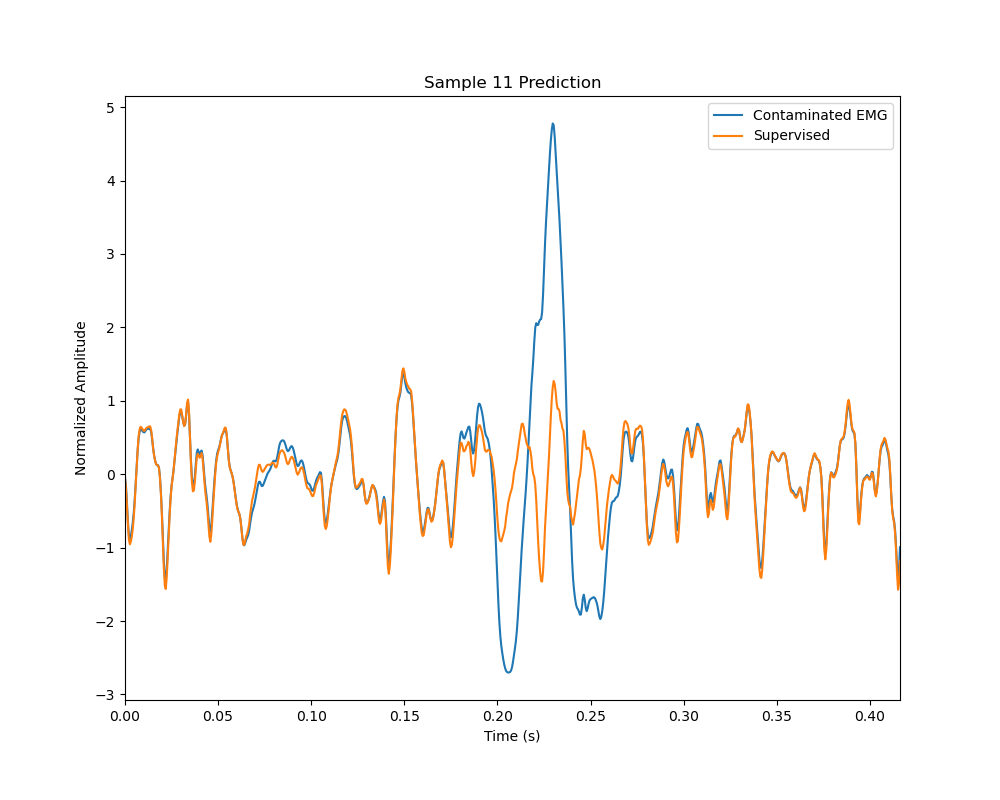 Sample 11 Prediction
Contaminated EMG
Supervised
Normalized Amplitude
5
4
3
2
1
0
−1
−2
−3
0.00 0.05 0.10 0.15 0.20 0.25 0.30 0.35 0.40
Time (s)